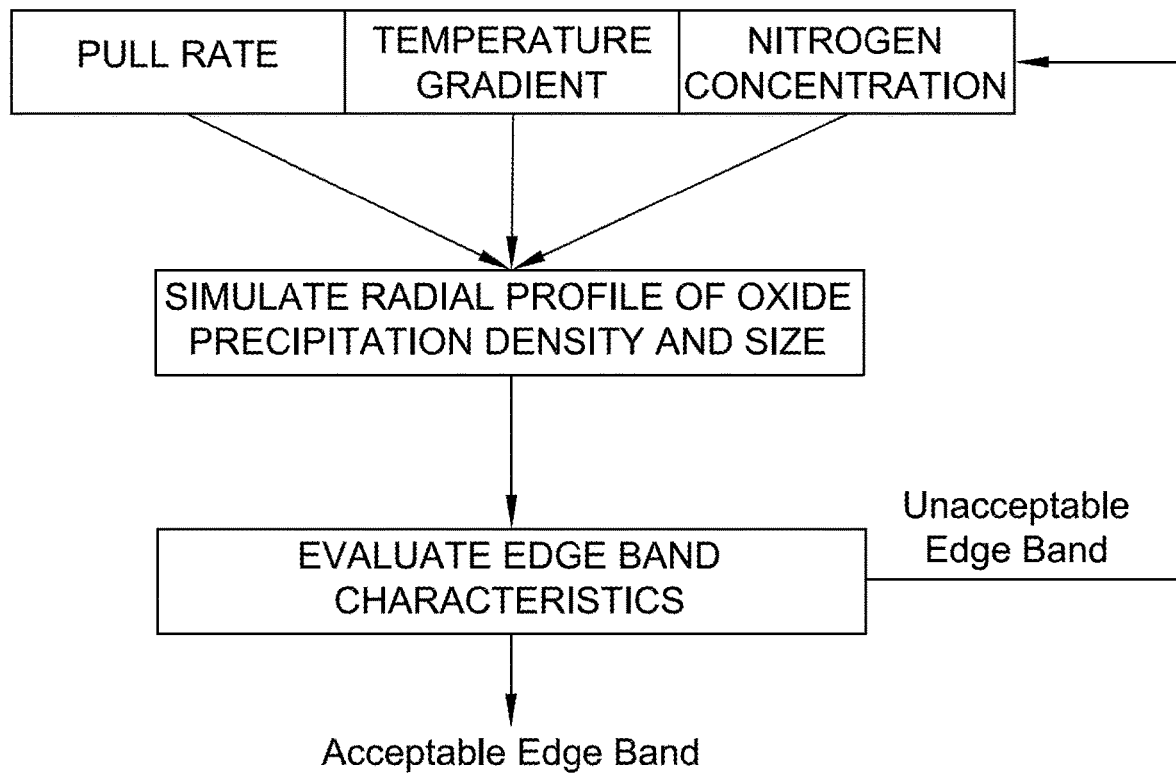 PULL RATE
TEMPERATURE
GRADIENT
NITROGEN
CONCENTRATION
SIMULATE RADIAL PROFILE OF OXIDE
PRECIPITATION DENSITY AND SIZE
EVALUATE EDGE BAND
CHARACTERISTICS
Unacceptable
Edge Band
Acceptable Edge Band